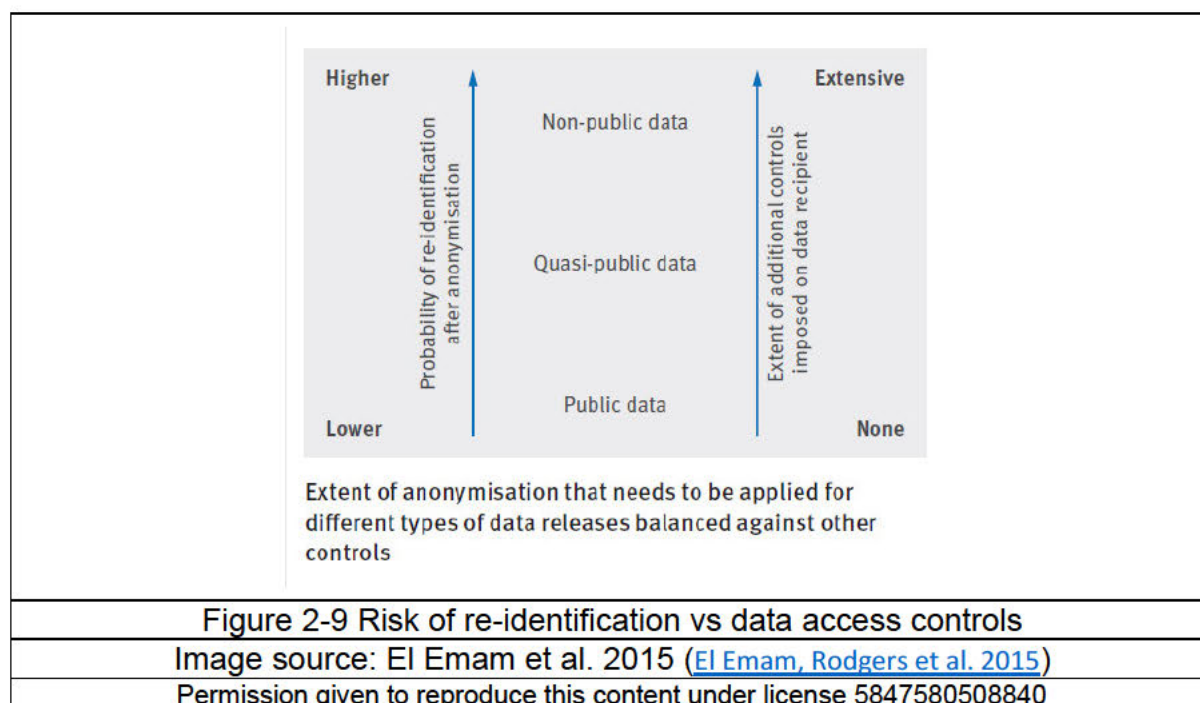 Higher
Extensive
Non-public data
Probability of re-identification
after anonymisation
Quasi-public data
Extent of additional controls
imposed on data recipient
Public data
Lower
None
Extent of anonymisation that needs to be applied for
different types of data releases balanced against other
controls
Figure 2-9 Risk of re-identification vs data access controls
Image source: El Emam et al. 2015 (El Emam, Rodgers et al. 2015)
Permission given to reproduce this content under license 5847580508840